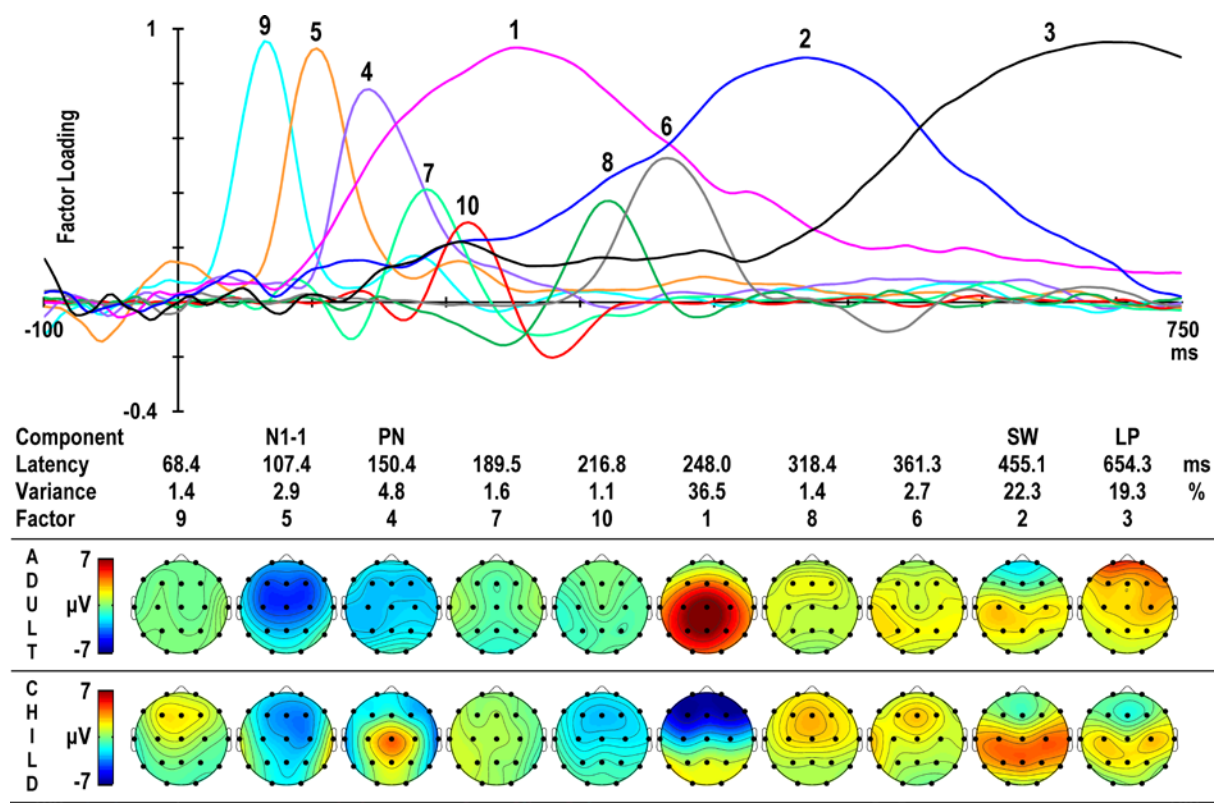 1
9
5
1
2
3
4
6
7
8
10
Factor Loading
-100
750
ms
-0.4
Component N1-1 PN SW LP
Latency 68.4 107.4 150.4 189.5 216.8 248.0 318.4 361.3 455.1 654.3 ms
Variance 1.4 2.9 4.8 1.6 1.1 36.5 1.4 2.7 22.3 19.3 %
Factor 9 5 4 7 10 1 8 6 2 3
ADULT
7
µV
-7
CHILD
7
µV
-7